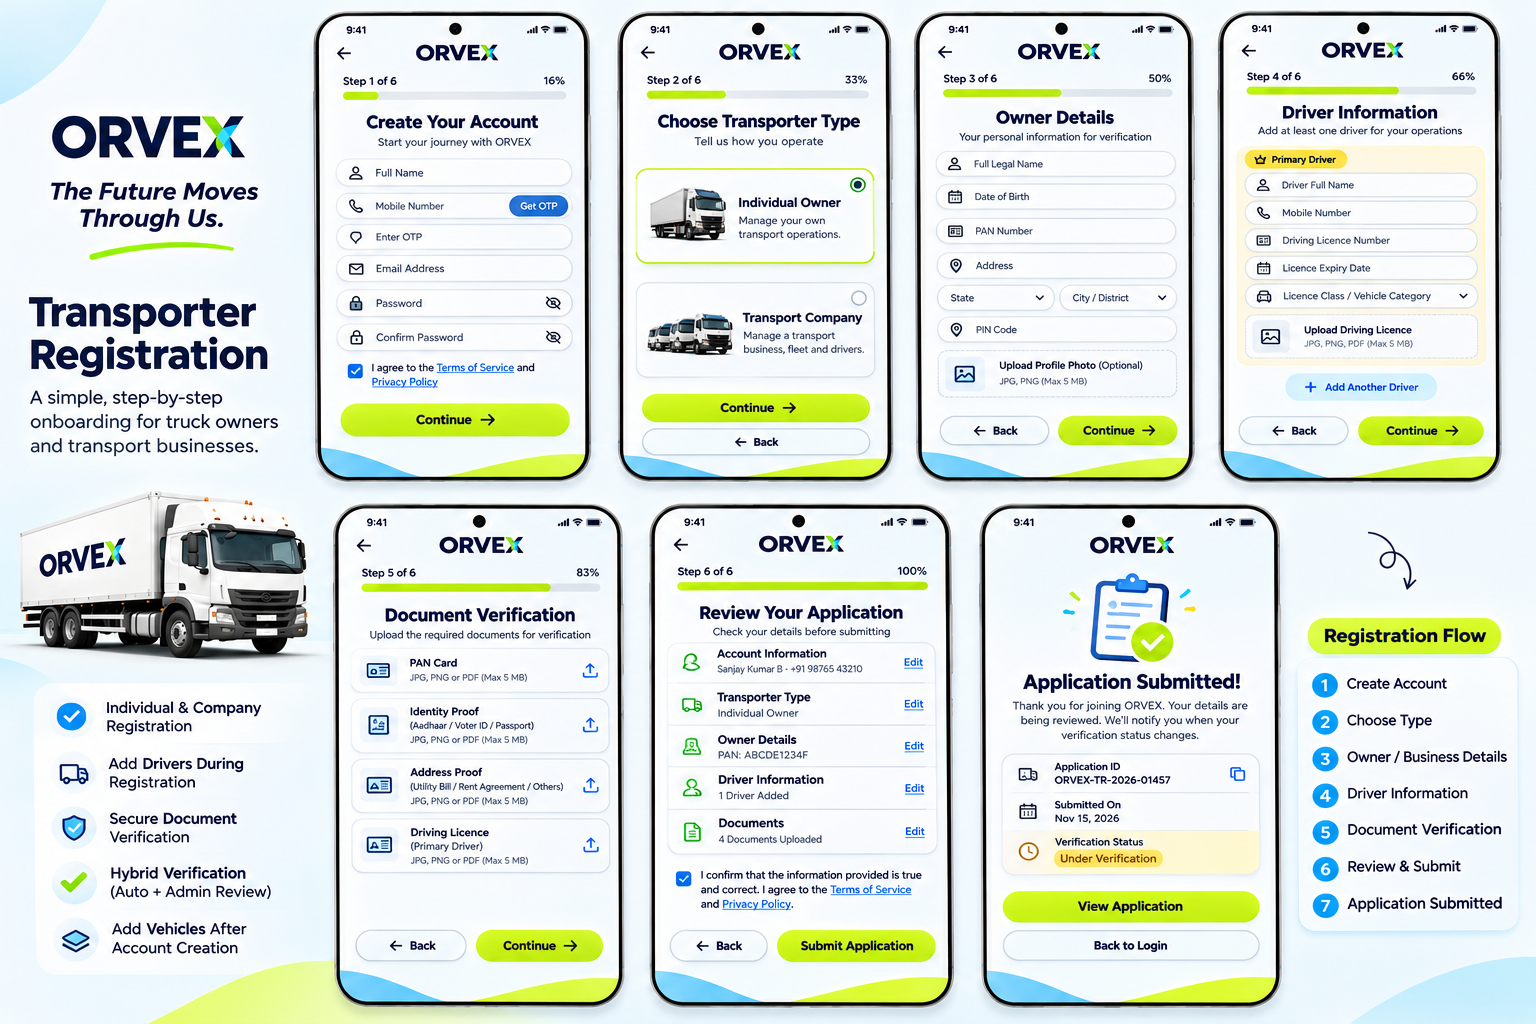 ORVEX
The Future Moves
Through Us.
Transporter
Registration
A simple, step-by-step
onboarding for truck owners
and transport businesses.
ORVEX
Individual & Company
Registration
Add Drivers During
Registration
Secure Document
Verification
Hybrid Verification
(Auto + Admin Review)
Add Vehicles After
Account Creation
9:41
ORVEX
Step 1 of 6 16%
Create Your Account
Start your journey with ORVEX
Full Name
Mobile Number Get OTP
Enter OTP
Email Address
Password
Confirm Password
I agree to the Terms of Service and
Privacy Policy
Continue →
9:41
ORVEX
Step 2 of 6 33%
Choose Transporter Type
Tell us how you operate
Individual Owner
Manage your own
transport operations.
Transport Company
Manage a transport
business, fleet and drivers.
Continue →
← Back
9:41
ORVEX
Step 3 of 6 50%
Owner Details
Your personal information for verification
Full Legal Name
Date of Birth
PAN Number
Address
State City / District
PIN Code
Upload Profile Photo (Optional)
JPG, PNG (Max 5 MB)
← Back Continue →
9:41
ORVEX
Step 4 of 6 66%
Driver Information
Add at least one driver for your operations
Primary Driver
Driver Full Name
Mobile Number
Driving Licence Number
Licence Expiry Date
Licence Class / Vehicle Category
Upload Driving Licence
JPG, PNG, PDF (Max 5 MB)
+ Add Another Driver
← Back Continue →
9:41
ORVEX
Step 5 of 6 83%
Document Verification
Upload the required documents for verification
PAN Card
JPG, PNG or PDF (Max 5 MB)
Identity Proof
(Aadhaar / Voter ID / Passport)
JPG, PNG or PDF (Max 5 MB)
Address Proof
(Utility Bill / Rent Agreement / Others)
JPG, PNG or PDF (Max 5 MB)
Driving Licence
(Primary Driver)
JPG, PNG or PDF (Max 5 MB)
← Back Continue →
9:41
ORVEX
Step 6 of 6 100%
Review Your Application
Check your details before submitting
Account Information
Sanjay Kumar B - +91 98765 43210
Edit
Transporter Type
Individual Owner
Edit
Owner Details
PAN: ABCDE1234F
Edit
Driver Information
1 Driver Added
Edit
Documents
4 Documents Uploaded
Edit
I confirm that the information provided is true
and correct. I agree to the Terms of Service
and Privacy Policy.
← Back Submit Application
9:41
ORVEX
Application Submitted!
Thank you for joining ORVEX. Your details are
being reviewed. We'll notify you when your
verification status changes.
Application ID
ORVEX-TR-2026-01457
Submitted On
Nov 15, 2026
Verification Status
Under Verification
View Application
Back to Login
Registration Flow
1 Create Account
2 Choose Type
3 Owner / Business Details
4 Driver Information
5 Document Verification
6 Review & Submit
7 Application Submitted